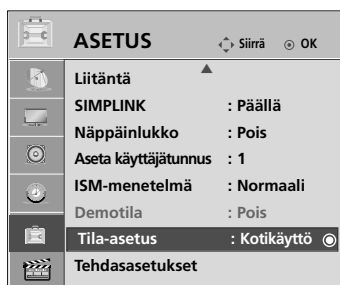 ASETUS Siirrä OK
Liitäntä
SIMPLINK : Päällä
Näppäinlukko : Pois
Aseta käyttäjätunnus : 1
ISM-menetelmä : Normaali
Demotila : Pois
Tila-asetus : Kotikäyttö
Tehdasasetukset